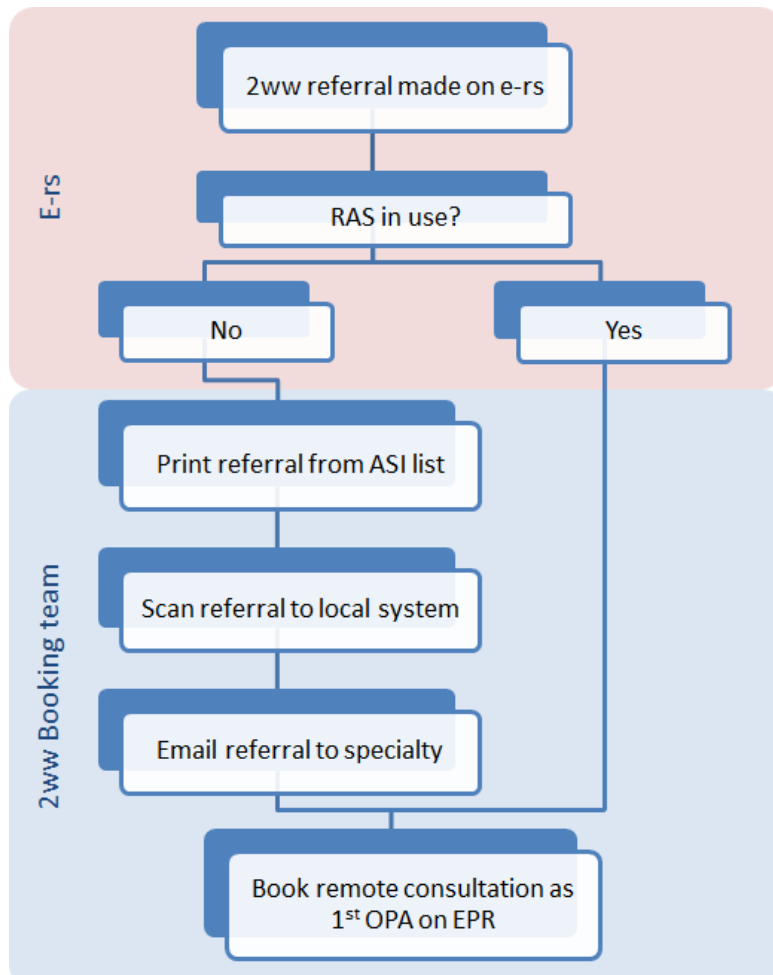 2ww referral made on e-rs
E-rs
RAS in use?
No
Yes
Print referral from ASI list
Scan referral to local system
2ww Booking team
Email referral to specialty
Book remote consultation as
1st OPA on EPR